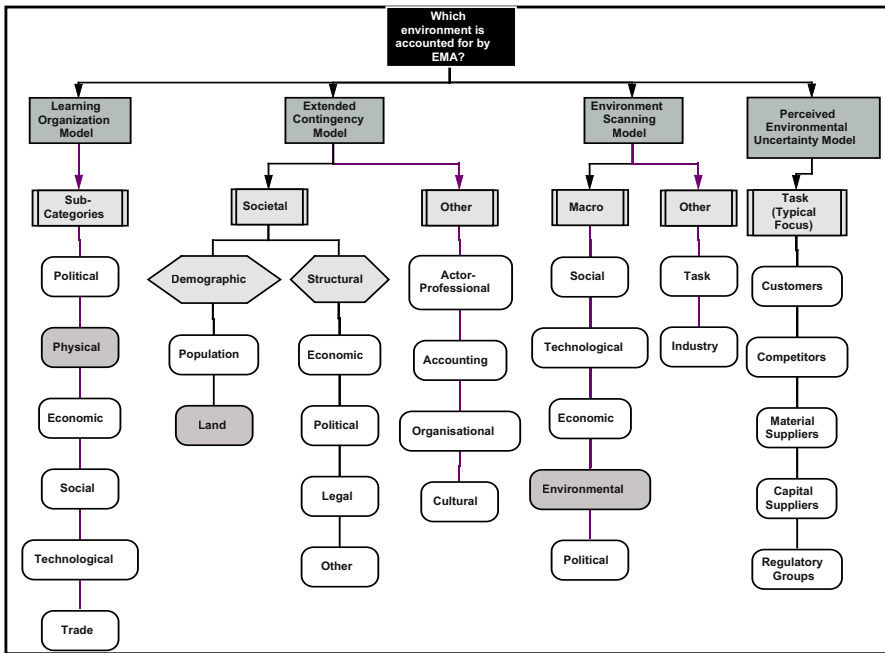 Which
environment is
accounted for by
EMA?
Learning
Organization
Model
Extended
Contingency
Model
Environment
Scanning
Model
Perceived
Environmental
Uncertainty Model
Sub-
Categories
Societal
Other
Macro
Other
Task
(Typical
Focus)
Political
Physical
Economic
Social
Technological
Trade
Demographic
Population
Land
Structural
Economic
Political
Legal
Other
Actor-
Professional
Accounting
Organisational
Cultural
Social
Technological
Economic
Environmental
Political
Task
Industry
Customers
Competitors
Material
Suppliers
Capital
Suppliers
Regulatory
Groups